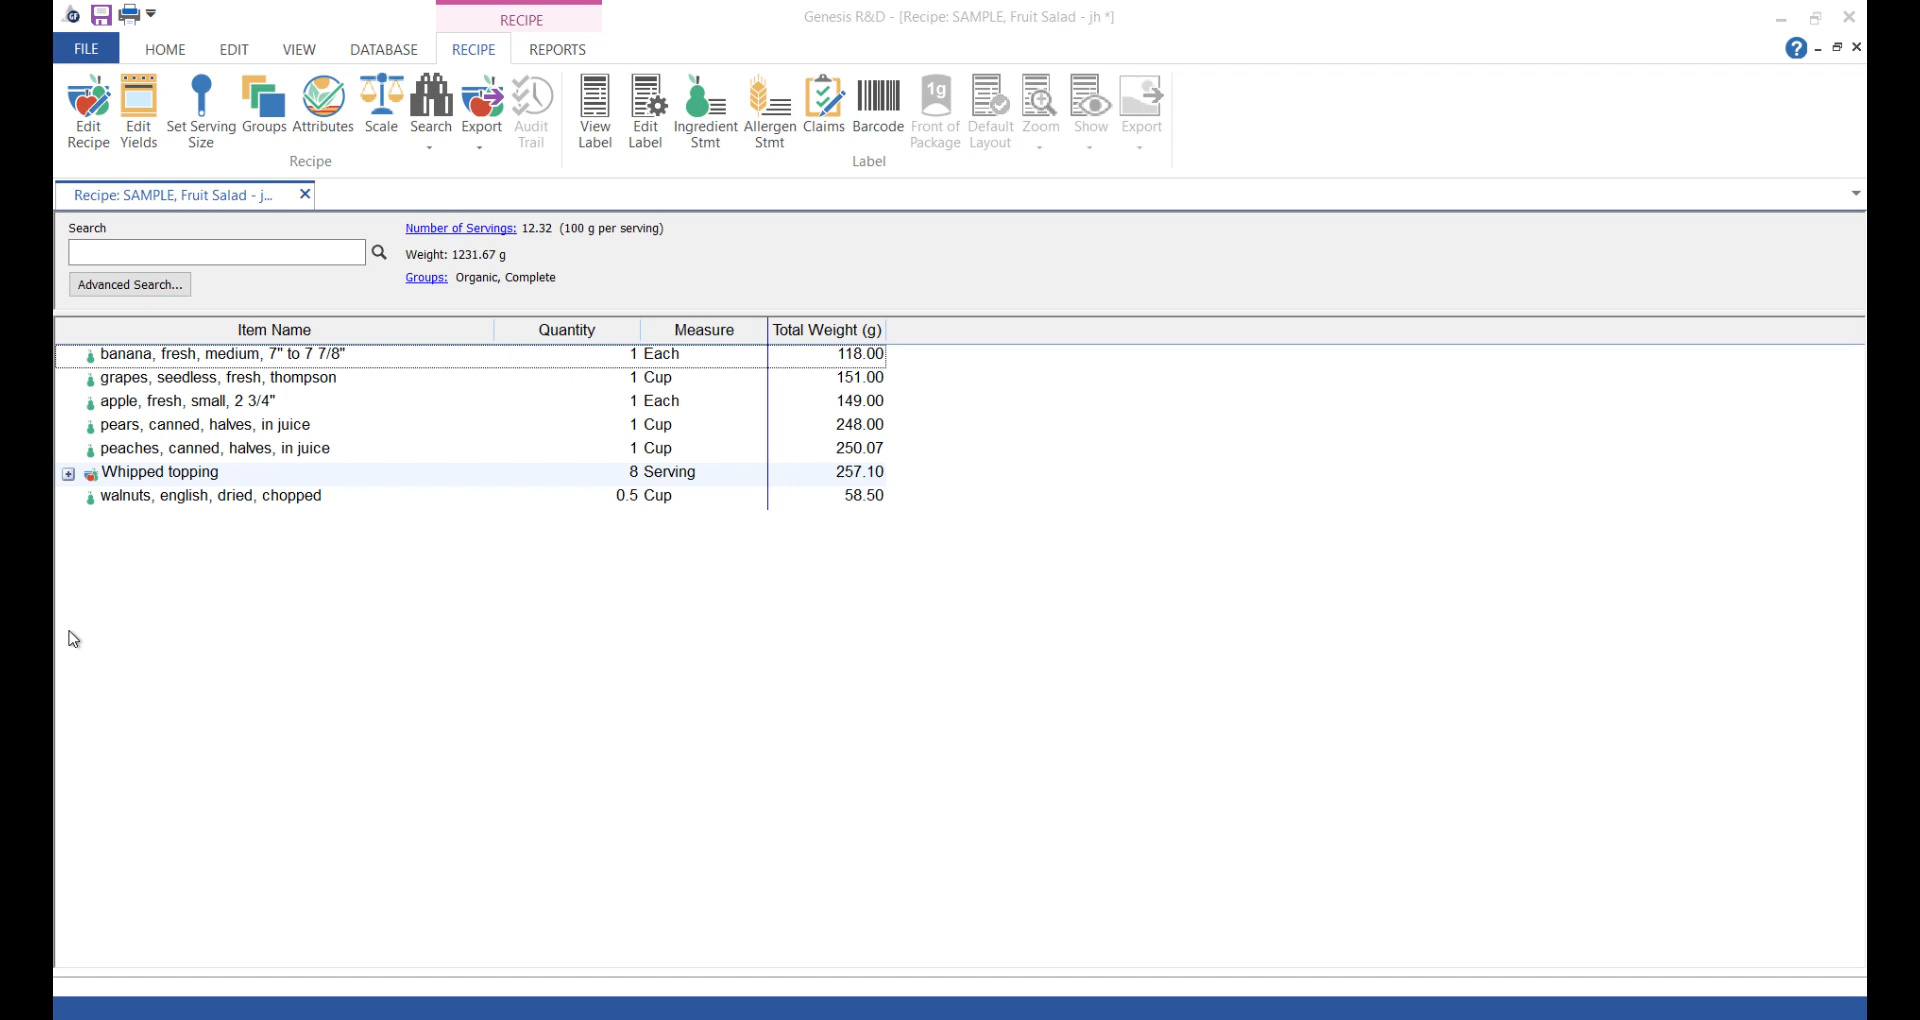 GF
RECIPE
Genesis R&D - [Recipe: SAMPLE, Fruit Salad - jh *]
FILE HOME EDIT VIEW DATABASE RECIPE REPORTS
?
1g
Edit Recipe
Edit Yields
Set Serving Size
Groups
Attributes
Scale
Search
Export
Audit Trail
View Label
Edit Label
Ingredient Stmt
Allergen Stmt
Claims
Barcode
Front of Package
Default Layout
Zoom
Show
Export
Recipe Label
Recipe: SAMPLE, Fruit Salad - j...
Search
Number of Servings: 12.32 (100 g per serving)
Weight: 1231.67 g
Groups: Organic, Complete
Advanced Search...
Item Name Quantity Measure Total Weight (g)
banana, fresh, medium, 7" to 7 7/8" 1 Each 118.00
grapes, seedless, fresh, thompson 1 Cup 151.00
apple, fresh, small, 2 3/4" 1 Each 149.00
pears, canned, halves, in juice 1 Cup 248.00
peaches, canned, halves, in juice 1 Cup 250.07
Whipped topping 8 Serving 257.10
walnuts, english, dried, chopped 0.5 Cup 58.50